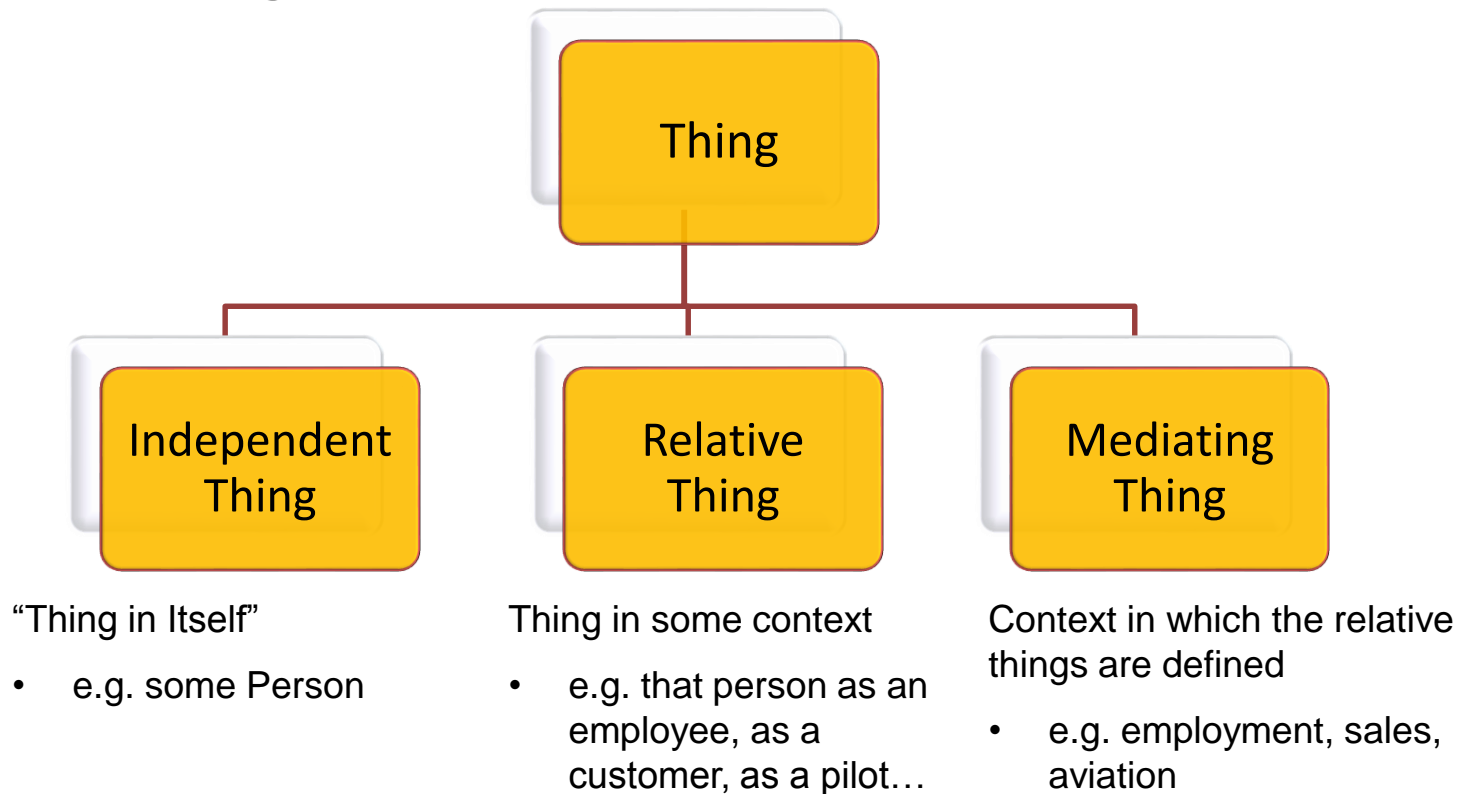 Thing
Independent
Thing
Relative
Thing
Mediating
Thing
“Thing in Itself”
• e.g. some Person
Thing in some context
• e.g. that person as an
employee, as a
customer, as a pilot…
Context in which the relative
things are defined
• e.g. employment, sales,
aviation